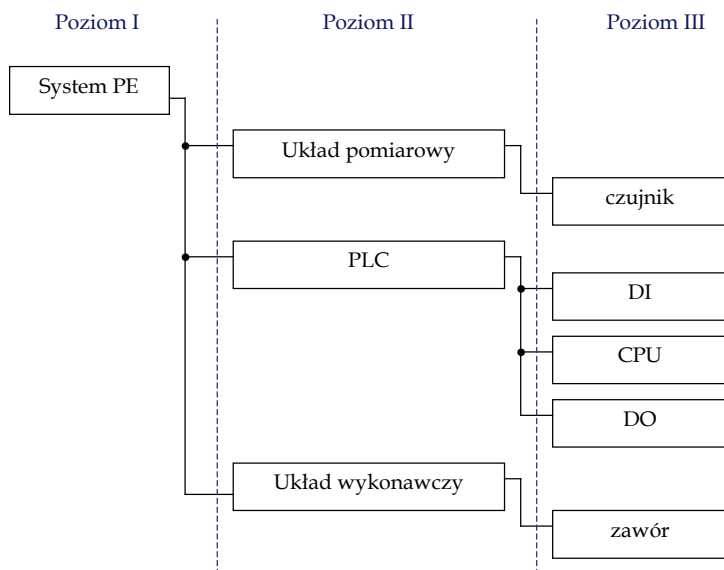 Poziom I
Poziom II
Poziom III
System PE
Układ pomiarowy
czujnik
PLC
DI
CPU
DO
Układ wykonawczy
zawór